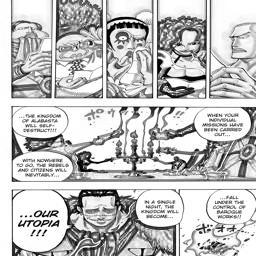 WHEN YOUR
INDIVIDUAL
MISSIONS HAVE
BEEN CARRIED
OUT...
...THE KINGDOM
OF ALABASTA
WILL SELF-
DESTRUCT!!!
WITH NOWHERE
TO GO, THE REBELS
AND CITIZENS WILL
INEVITABLY...
...FALL
UNDER THE
CONTROL OF
BAROQUE
WORKS!!
IN A SINGLE
NIGHT, THE
KINGDOM WILL
BECOME...
...OUR
UTOPIA
!!!